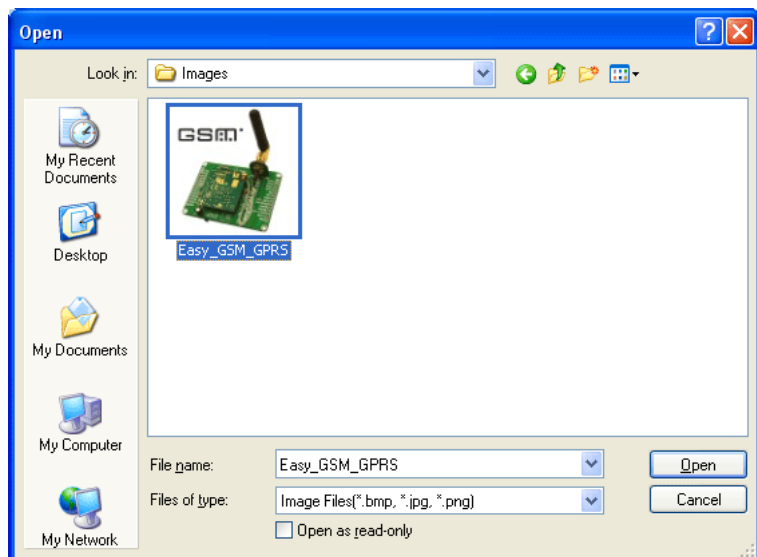 Open
Look in:
Images
My Recent
Documents
Desktop
My Documents
My Computer
My Network
GSM
Easy_GSM_GPRS
File name:
Easy_GSM_GPRS
Open
Files of type:
Image Files(*.bmp, *.jpg, *.png)
Cancel
Open as read-only